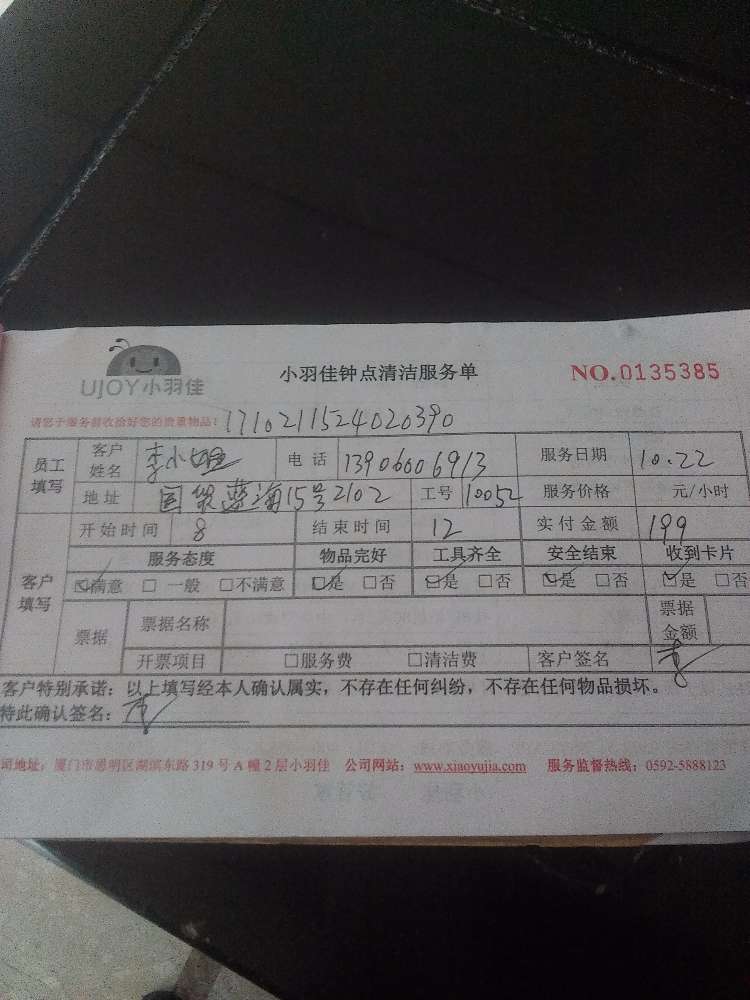 UJOY小羽佳 小羽佳钟点清洁服务单 NO.0135385
请您于服务前收拾好您的贵重物品： 1710211524020390
员工填写 客户姓名 李小 电话 13906006913 服务日期 10.22
地址 国贸蓝海15号2102 工号 10052 服务价格 元/小时
客户填写 开始时间 8 结束时间 12 实付金额 199
服务态度 物品完好 工具齐全 安全结束 收到卡片
☑满意 □一般 □不满意 ☑是 □否 ☑是 □否 ☑是 □否 ☑是 □否
票据 票据名称 票据金额
开票项目 □服务费 □清洁费 客户签名 李
客户特别承诺：以上填写经本人确认属实，不存在任何纠纷，不存在任何物品损坏。
特此确认签名： 李
司地址：厦门市思明区湖滨东路 319 号 A 幢 2 层小羽佳 公司网站：www.xiaoyujia.com 服务监督热线：0592-5888123